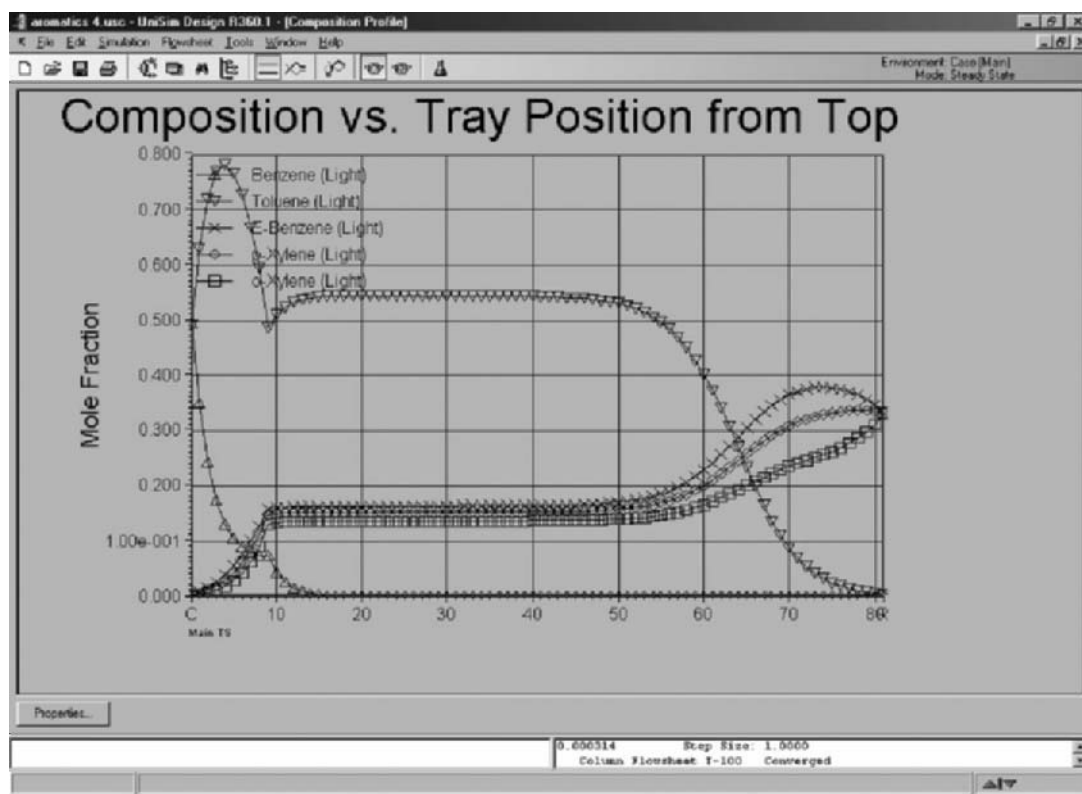 aromatics 4.usc - UniSim Design R360.1 - [Composition Profile]
File Edit Simulation Flowsheet Tools Window Help
Environment: Case (Main)
Mode: Steady State
Composition vs. Tray Position from Top
0.800
Benzene (Light)
Toluene (Light)
0.700
E-Benzene (Light)
-Xylene (Light)
0.600
o-Xylene (Light)
0.500
0.400
0.300
0.200
1.00e-001
0.000
Mole Fraction
C 10 20 30 40 50 60 70 80
Main TS
Properties...
0.000314 Step Size: 1.0000
Column Flowsheet T-100 Converged